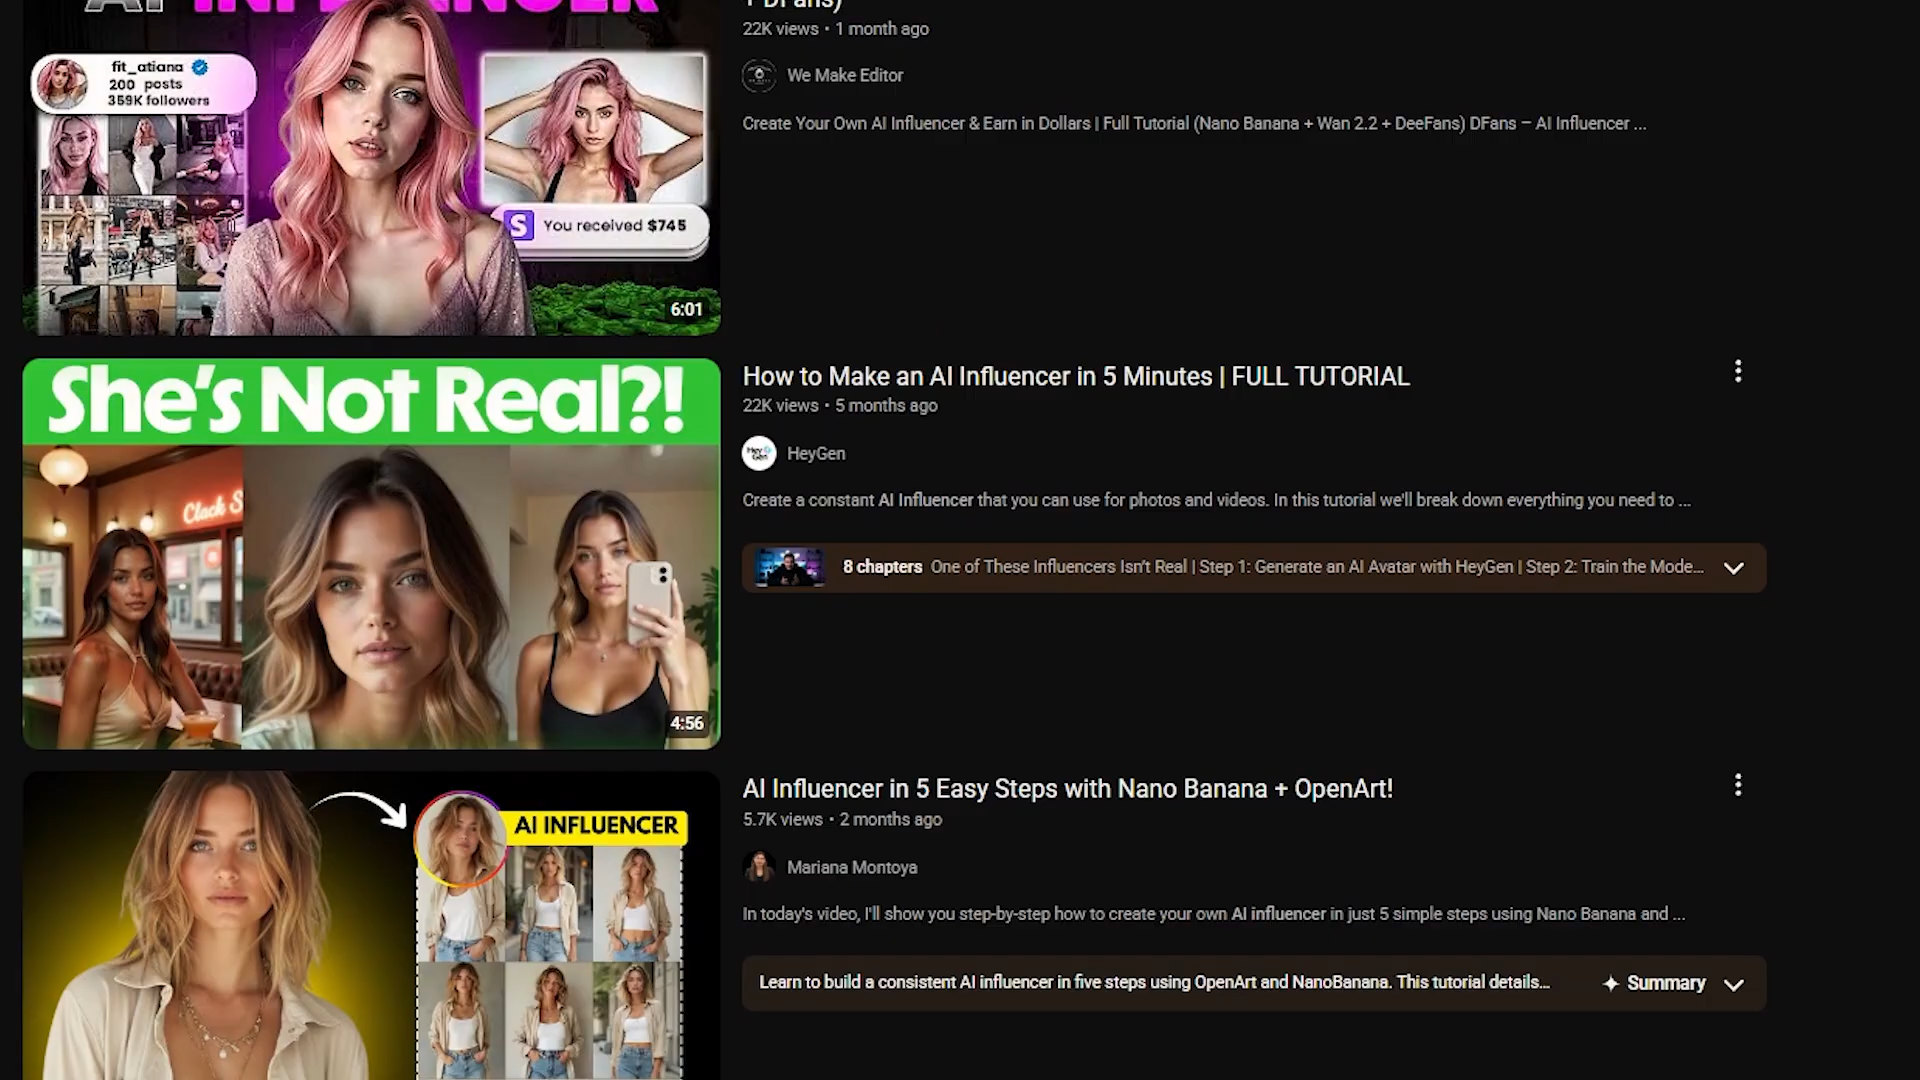 AI INFLUENCER
fit_atiana
200 posts
359K followers
You received $745
6:01
+ DFans)
22K views • 1 month ago
We Make Editor
Create Your Own AI Influencer & Earn in Dollars | Full Tutorial (Nano Banana + Wan 2.2 + DeeFans) DFans – AI Influencer ...
She's Not Real?!
Clack S
4:56
How to Make an AI Influencer in 5 Minutes | FULL TUTORIAL
22K views • 5 months ago
Hey Gen
HeyGen
Create a constant AI Influencer that you can use for photos and videos. In this tutorial we'll break down everything you need to ...
8 chapters One of These Influencers Isn't Real | Step 1: Generate an AI Avatar with HeyGen | Step 2: Train the Mode...
AI INFLUENCER
AI Influencer in 5 Easy Steps with Nano Banana + OpenArt!
5.7K views • 2 months ago
Mariana Montoya
In today's video, I'll show you step-by-step how to create your own AI influencer in just 5 simple steps using Nano Banana and ...
Learn to build a consistent AI influencer in five steps using OpenArt and NanoBanana. This tutorial details...
Summary